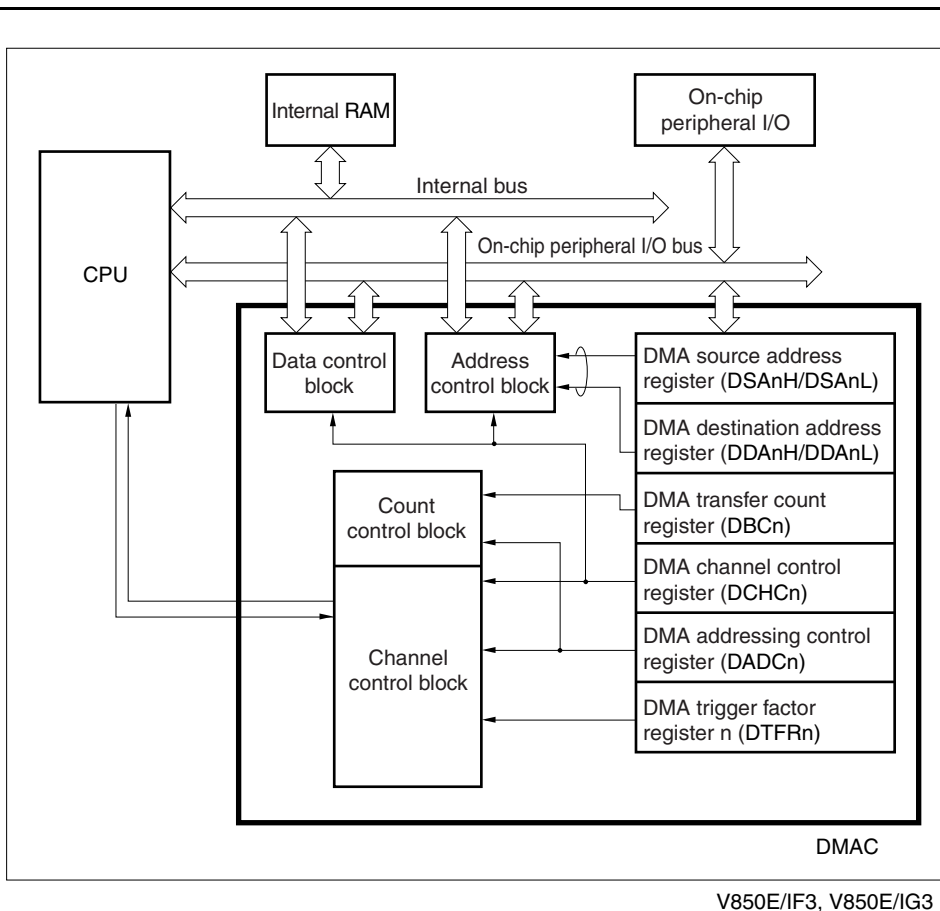 Internal RAM
On-chip
peripheral I/O
Internal bus
On-chip peripheral I/O bus
CPU
Data control
block
Address
control block
DMA source address
register (DSAnH/DSAnL)
DMA destination address
register (DDAnH/DDAnL)
DMA transfer count
register (DBCn)
DMA channel control
register (DCHCn)
DMA addressing control
register (DADCn)
DMA trigger factor
register n (DTFRn)
Count
control block
Channel
control block
DMAC
V850E/IF3, V850E/IG3